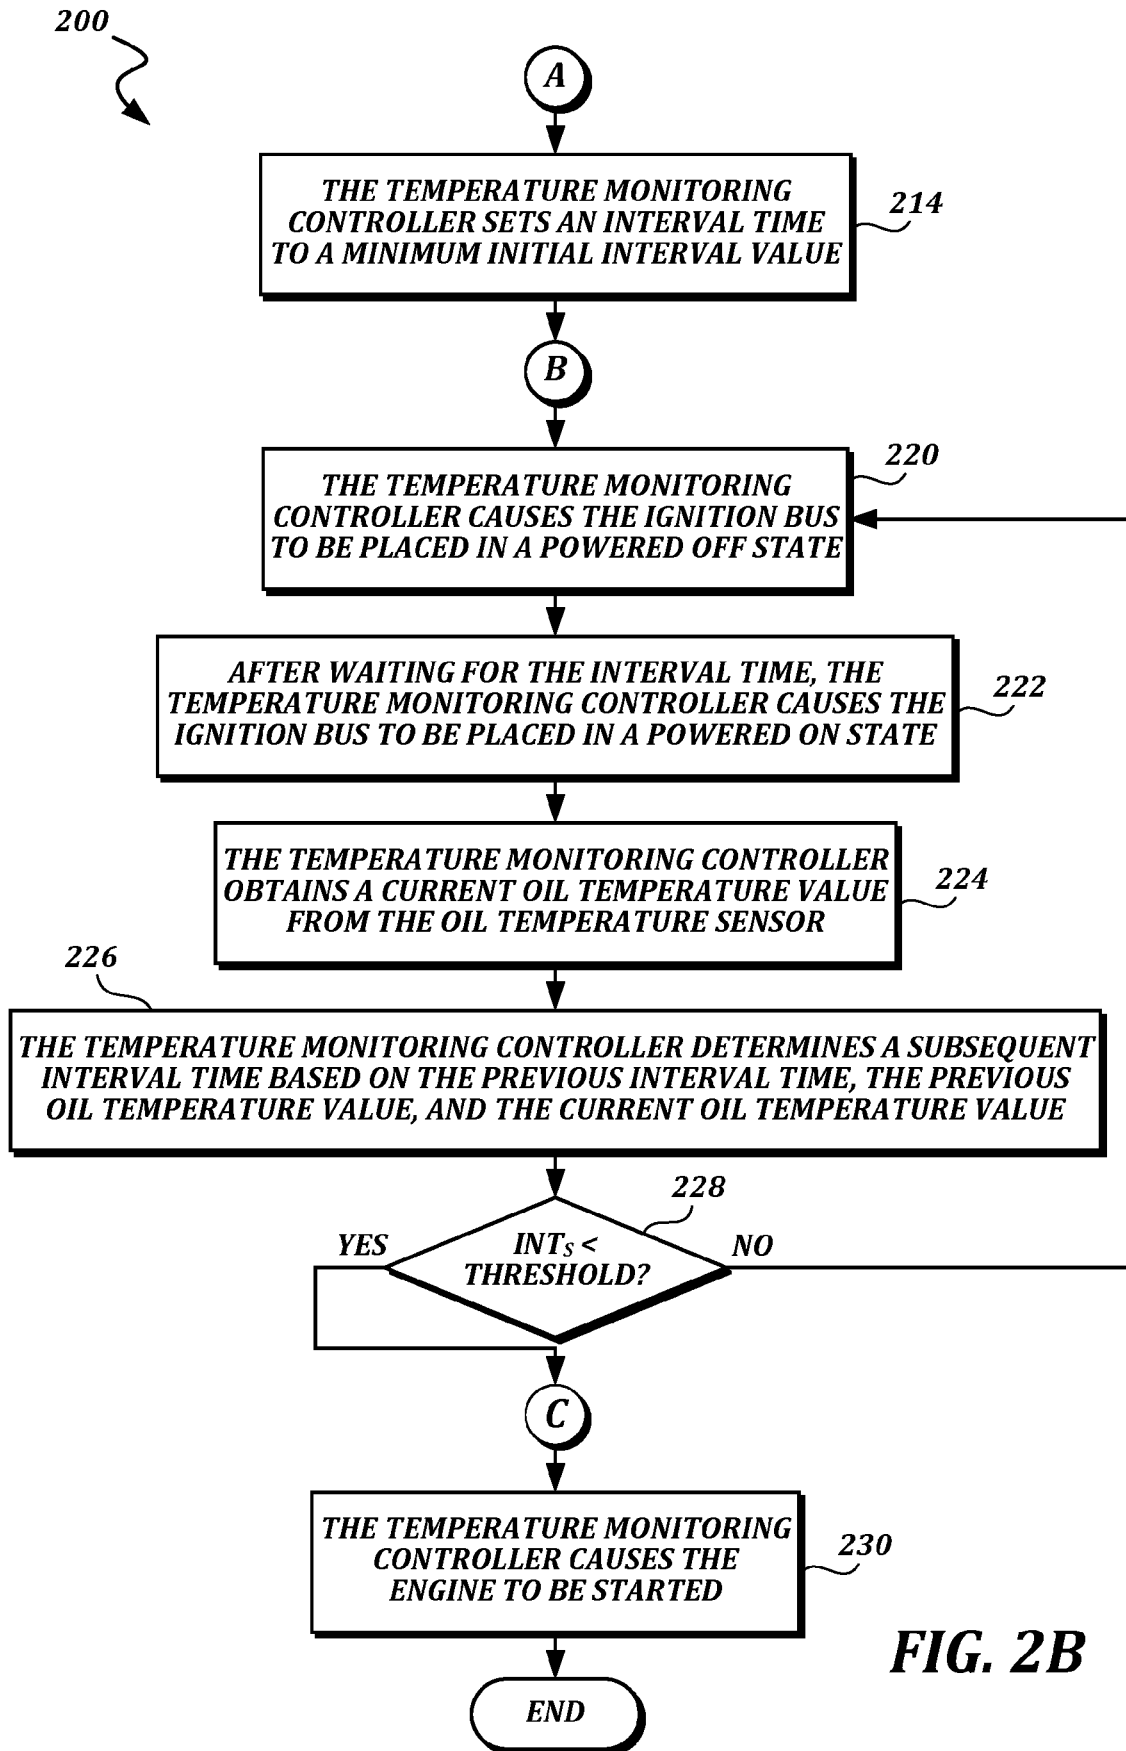 200
A
THE TEMPERATURE MONITORING
CONTROLLER SETS AN INTERVAL TIME
TO A MINIMUM INITIAL INTERVAL VALUE
214
B
220
THE TEMPERATURE MONITORING
CONTROLLER CAUSES THE IGNITION BUS
TO BE PLACED IN A POWERED OFF STATE
AFTER WAITING FOR THE INTERVAL TIME, THE
TEMPERATURE MONITORING CONTROLLER CAUSES THE
IGNITION BUS TO BE PLACED IN A POWERED ON STATE
222
THE TEMPERATURE MONITORING CONTROLLER
OBTAINS A CURRENT OIL TEMPERATURE VALUE
FROM THE OIL TEMPERATURE SENSOR
224
226
THE TEMPERATURE MONITORING CONTROLLER DETERMINES A SUBSEQUENT
INTERVAL TIME BASED ON THE PREVIOUS INTERVAL TIME, THE PREVIOUS
OIL TEMPERATURE VALUE, AND THE CURRENT OIL TEMPERATURE VALUE
228
YES
INTS <
THRESHOLD?
NO
C
THE TEMPERATURE MONITORING
CONTROLLER CAUSES THE
ENGINE TO BE STARTED
230
FIG. 2B
END